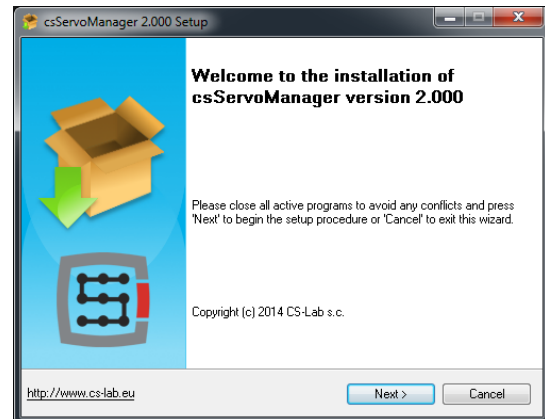 csServoManager 2.000 Setup
Welcome to the installation of
csServoManager version 2.000
Please close all active programs to avoid any conflicts and press
'Next' to begin the setup procedure or 'Cancel' to exit this wizard.
Copyright (c) 2014 CS-Lab s.c.
http://www.cs-lab.eu
Next >
Cancel